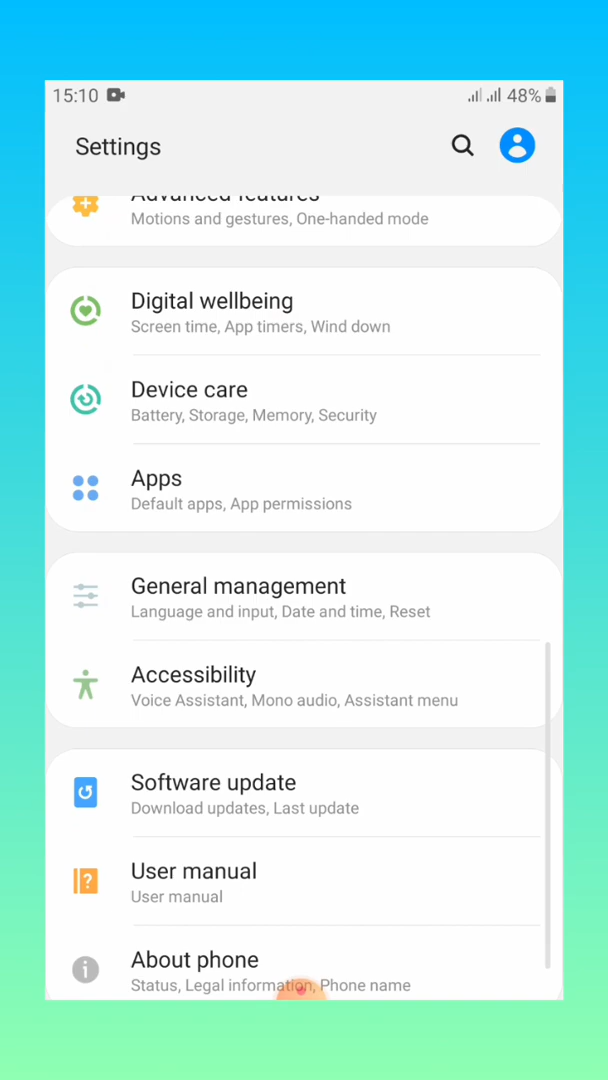 15:10
48%
Settings
Advanced features
Motions and gestures, One-handed mode
Digital wellbeing
Screen time, App timers, Wind down
Device care
Battery, Storage, Memory, Security
Apps
Default apps, App permissions
General management
Language and input, Date and time, Reset
Accessibility
Voice Assistant, Mono audio, Assistant menu
Software update
Download updates, Last update
User manual
User manual
About phone
Status, Legal information, Phone name